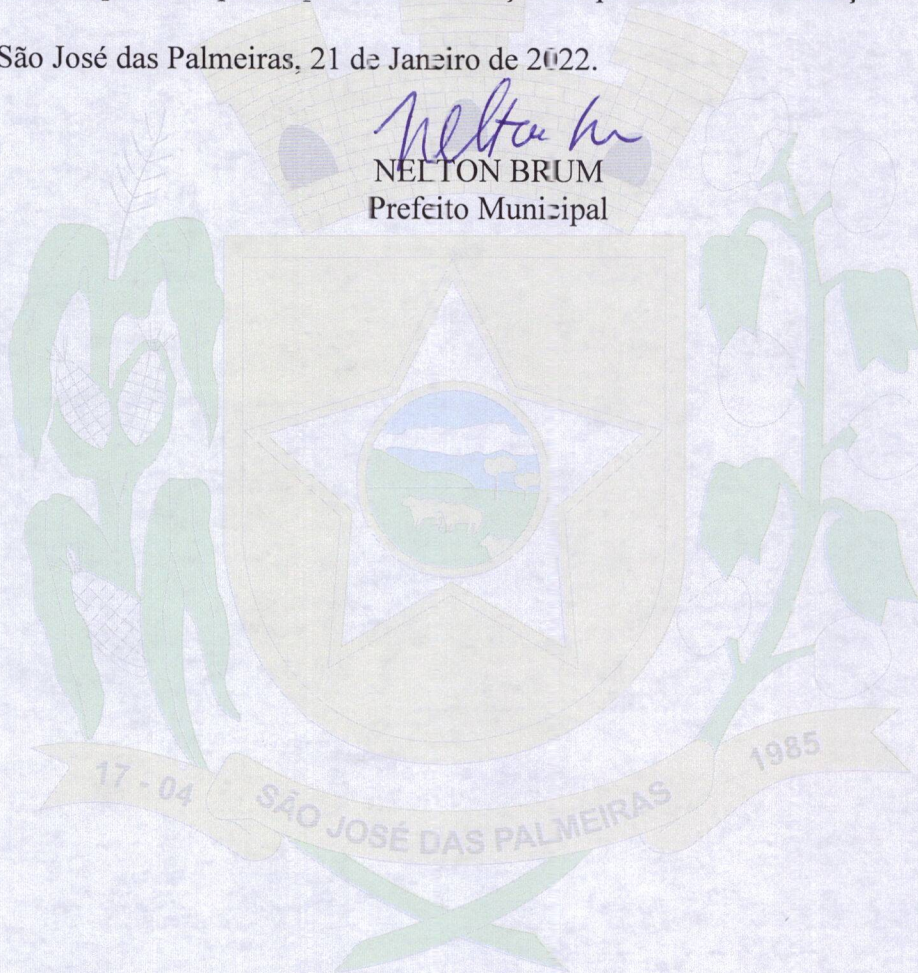 São José das Palmeiras, 21 de Janeiro de 2022.
NELTON BRUM
Prefeito Municipal
17 - 04
SÃO JOSÉ DAS PALMEIRAS
1985